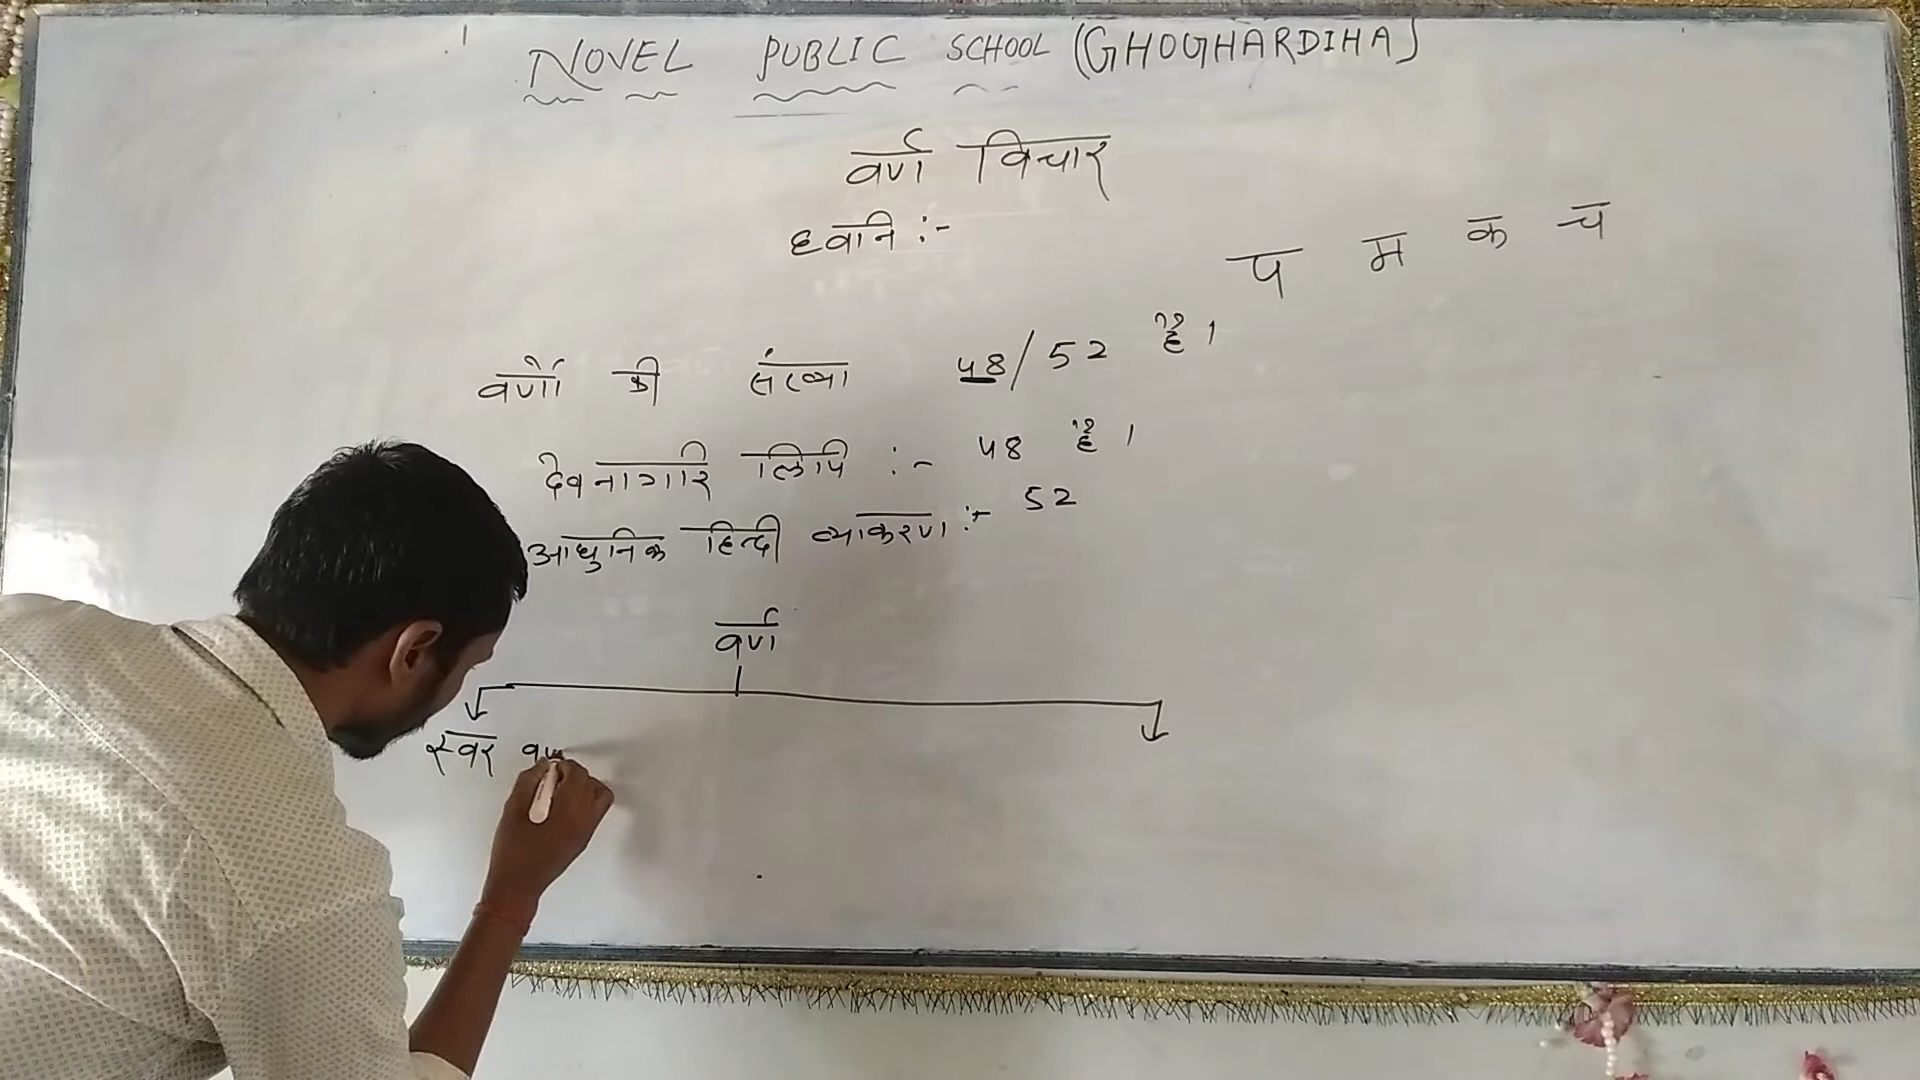 NOVEL PUBLIC SCHOOL (GHOGHARDIHA)
वर्ण विचार
ध्वनि :-
प म क च
वर्णों की संख्या 48/52 है।
देवनागरि लिपि :- 48 है।
आधुनिक हिन्दी व्याकरण :- 52
वर्ण
स्वर